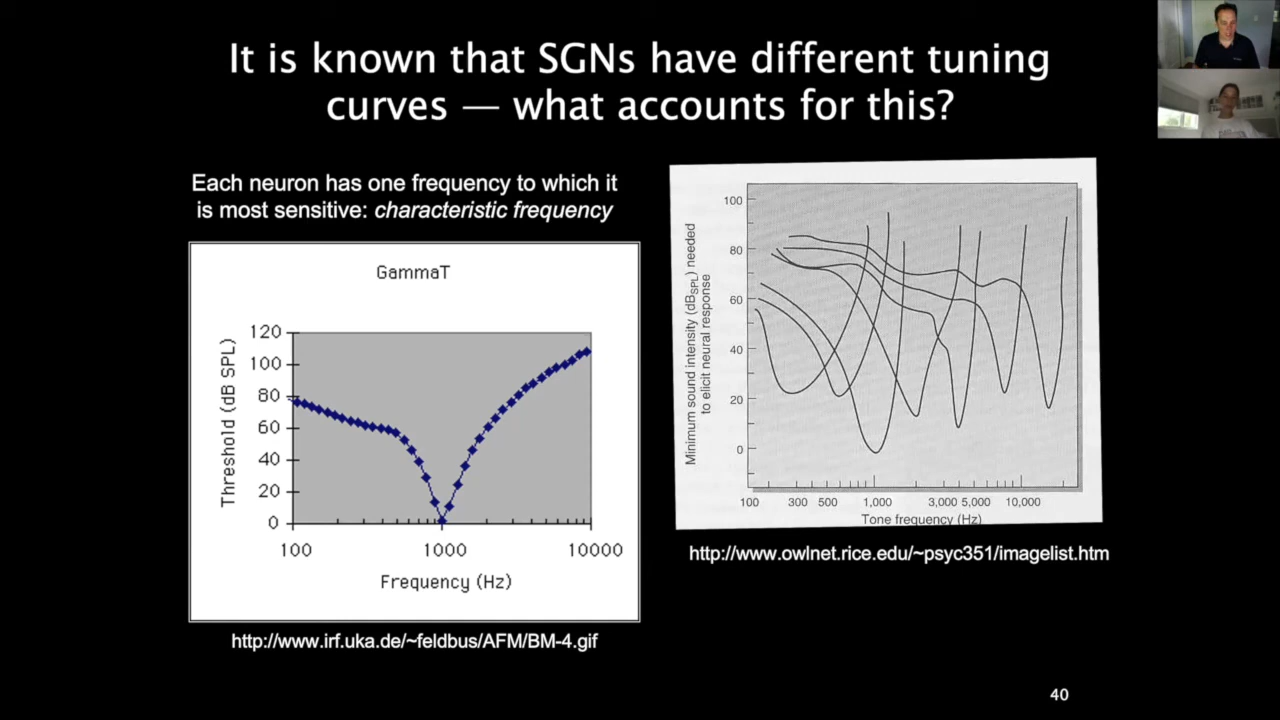 It is known that SGNs have different tuning
curves — what accounts for this?
Each neuron has one frequency to which it
is most sensitive: characteristic frequency
GammaT
Threshold (dB SPL)
120
100
80
60
40
20
0
100 1000 10000
Frequency (Hz)
http://www.irf.uka.de/~feldbus/AFM/BM-4.gif
Minimum sound intensity (dBSPL) needed
to elicit neural response
100
80
60
40
20
0
100 300 500 1,000 3,000 5,000 10,000
Tone frequency (Hz)
http://www.owlnet.rice.edu/~psyc351/imagelist.htm
40